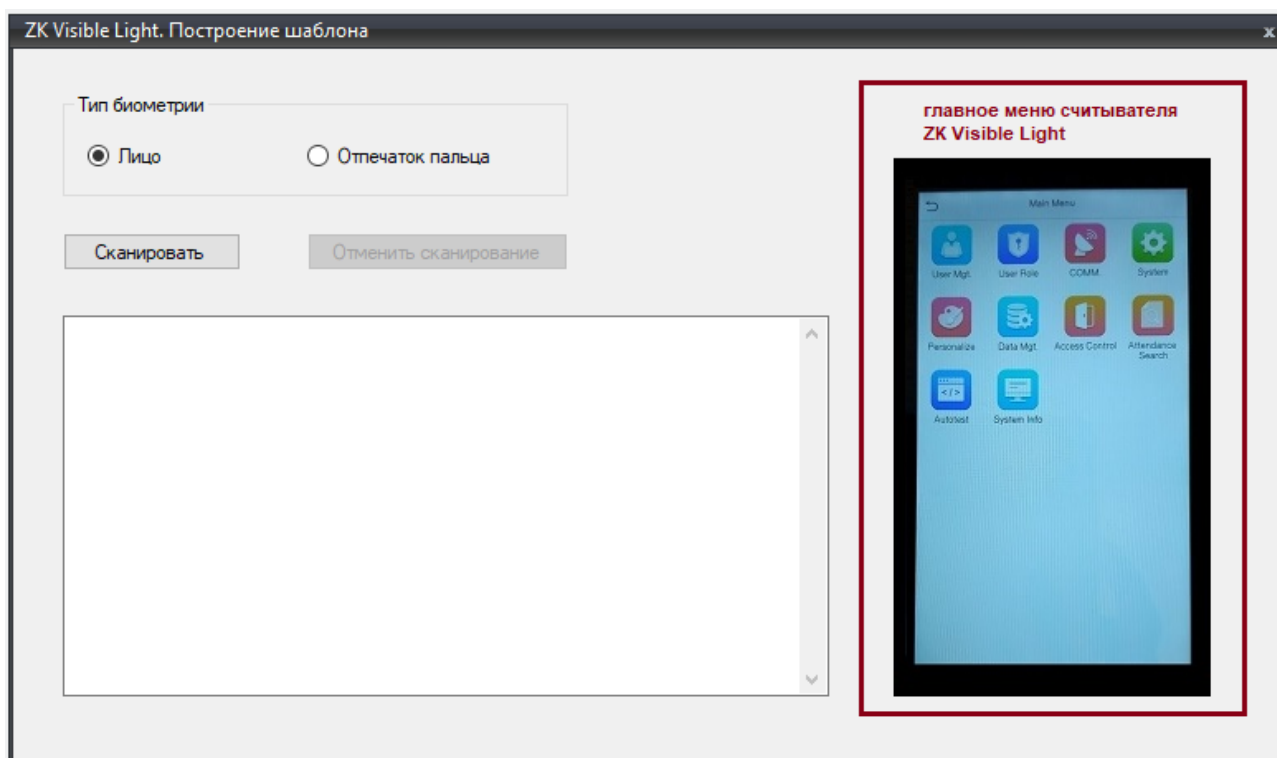 ZK Visible Light. Построение шаблона
x
Тип биометрии
Лицо
Отпечаток пальца
Сканировать
Отменить сканирование
главное меню считывателя
ZK Visible Light
Main Menu
User Mgt.
User Role
COMM.
System
Personalize
Data Mgt.
Access Control
Attendance
Search
</>
Autotest
System Info